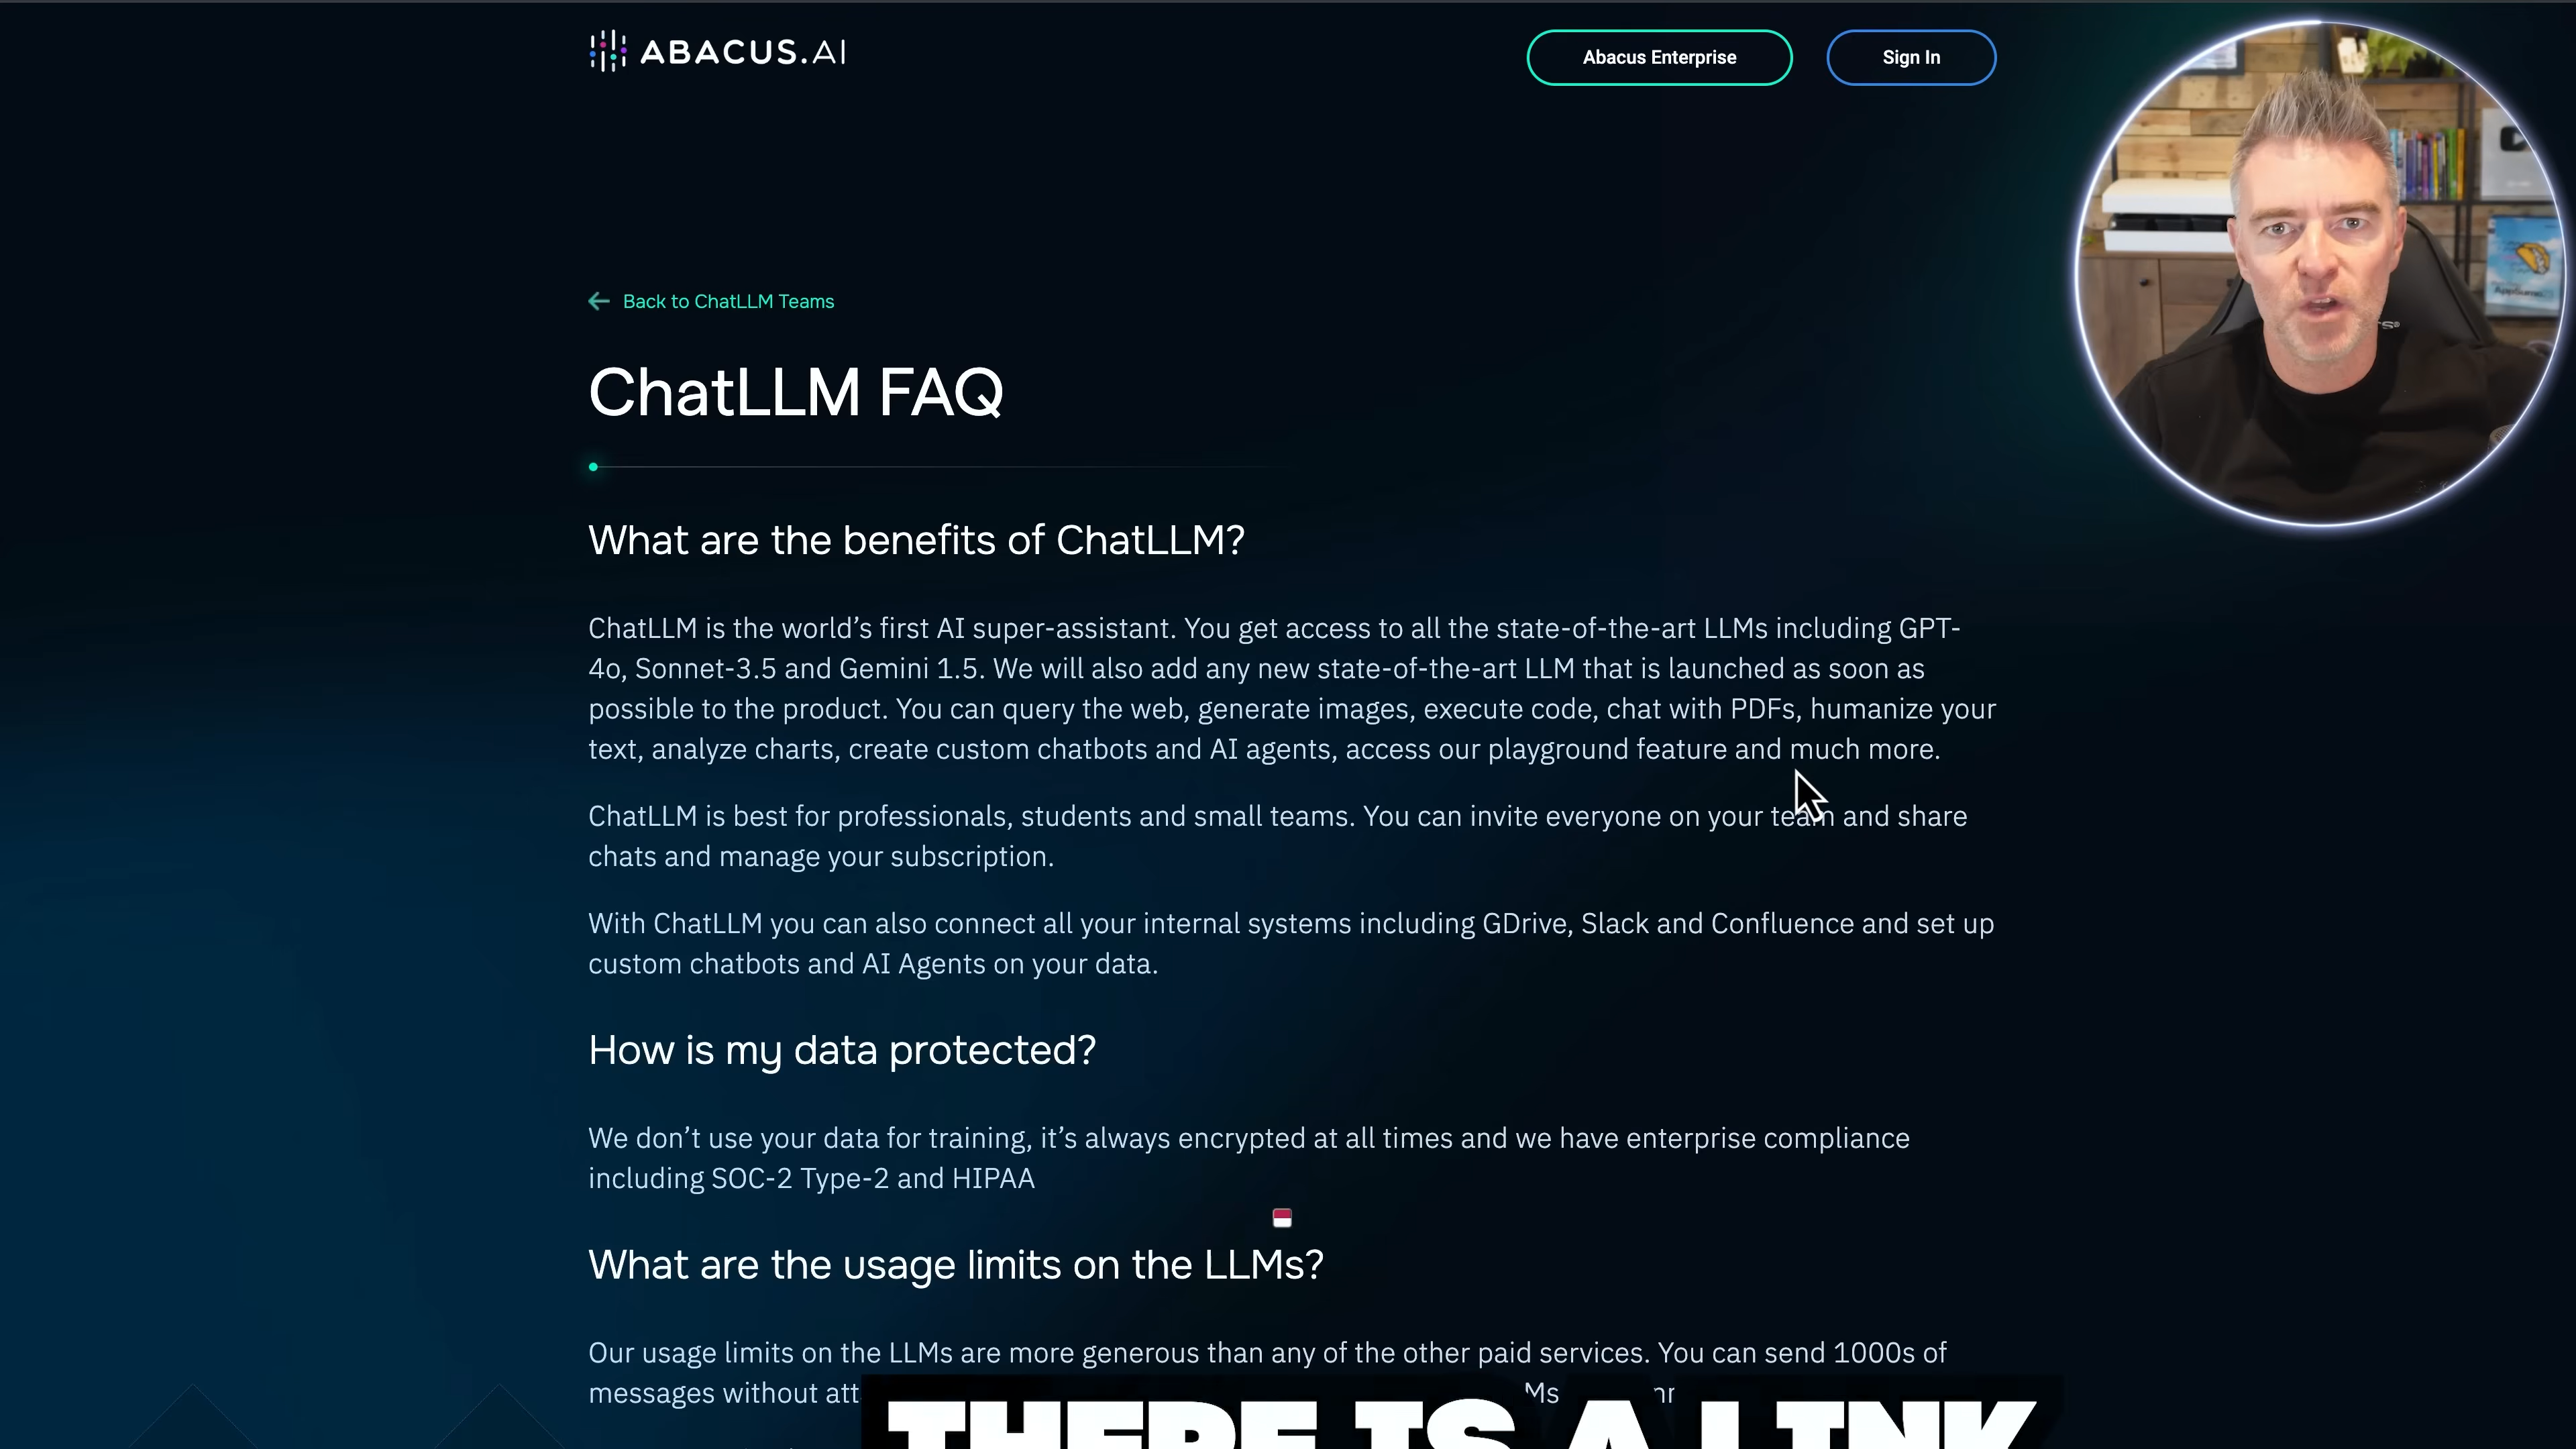 ABACUS.AI
Abacus Enterprise
Sign In
Back to ChatLLM Teams
ChatLLM FAQ
What are the benefits of ChatLLM?
ChatLLM is the world’s first AI super-assistant. You get access to all the state-of-the-art LLMs including GPT-
4o, Sonnet-3.5 and Gemini 1.5. We will also add any new state-of-the-art LLM that is launched as soon as
possible to the product. You can query the web, generate images, execute code, chat with PDFs, humanize your
text, analyze charts, create custom chatbots and AI agents, access our playground feature and much more.
ChatLLM is best for professionals, students and small teams. You can invite everyone on your team and share
chats and manage your subscription.
With ChatLLM you can also connect all your internal systems including GDrive, Slack and Confluence and set up
custom chatbots and AI Agents on your data.
How is my data protected?
We don’t use your data for training, it’s always encrypted at all times and we have enterprise compliance
including SOC-2 Type-2 and HIPAA
What are the usage limits on the LLMs?
Our usage limits on the LLMs are more generous than any of the other paid services. You can send 1000s of
messages without
THERE IS A LINK